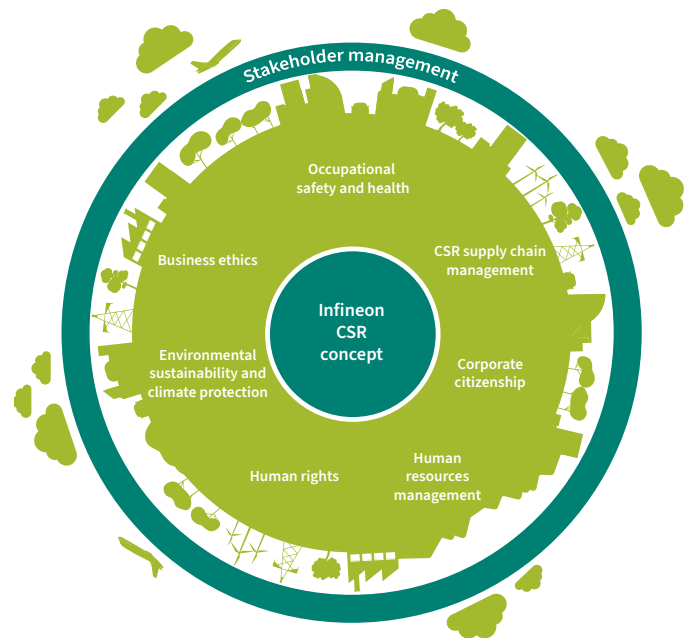 Stakeholder management
Occupational
safety and health
Business ethics
CSR supply chain
management
Infineon
CSR
concept
Environmental
sustainability and
climate protection
Corporate
citizenship
Human rights
Human
resources
management